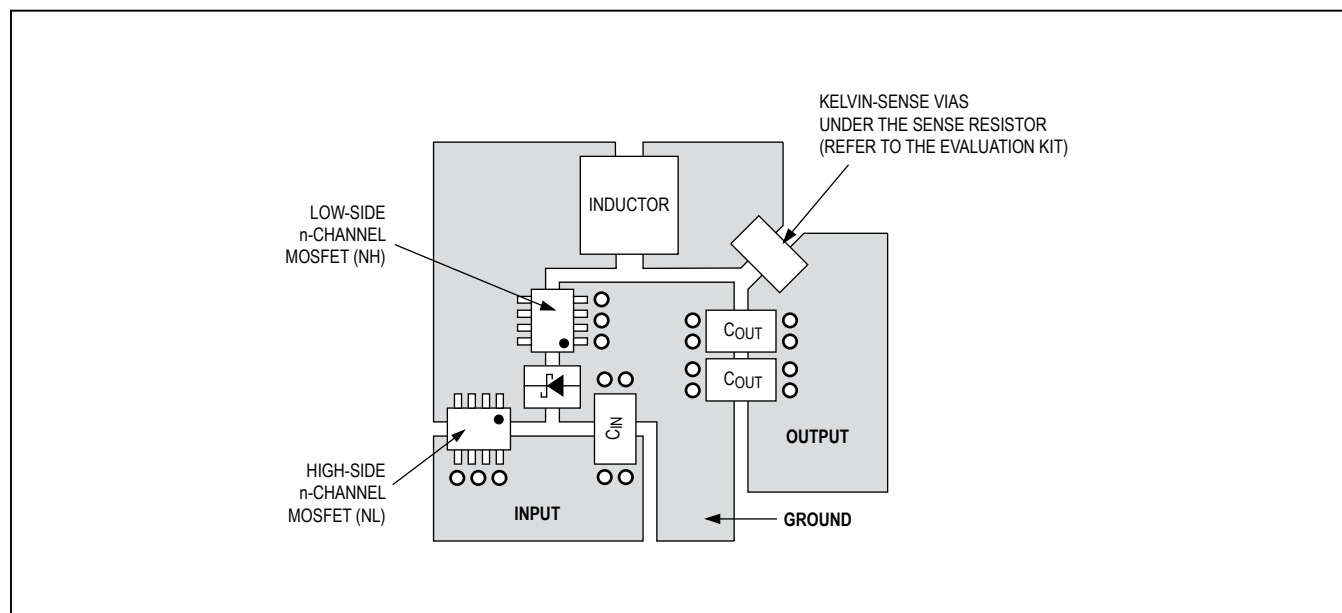 KELVIN-SENSE VIAS
UNDER THE SENSE RESISTOR
(REFER TO THE EVALUATION KIT)
INDUCTOR
LOW-SIDE
n-CHANNEL
MOSFET (NH)
COUT
COUT
CIN
OUTPUT
HIGH-SIDE
n-CHANNEL
MOSFET (NL)
INPUT
GROUND